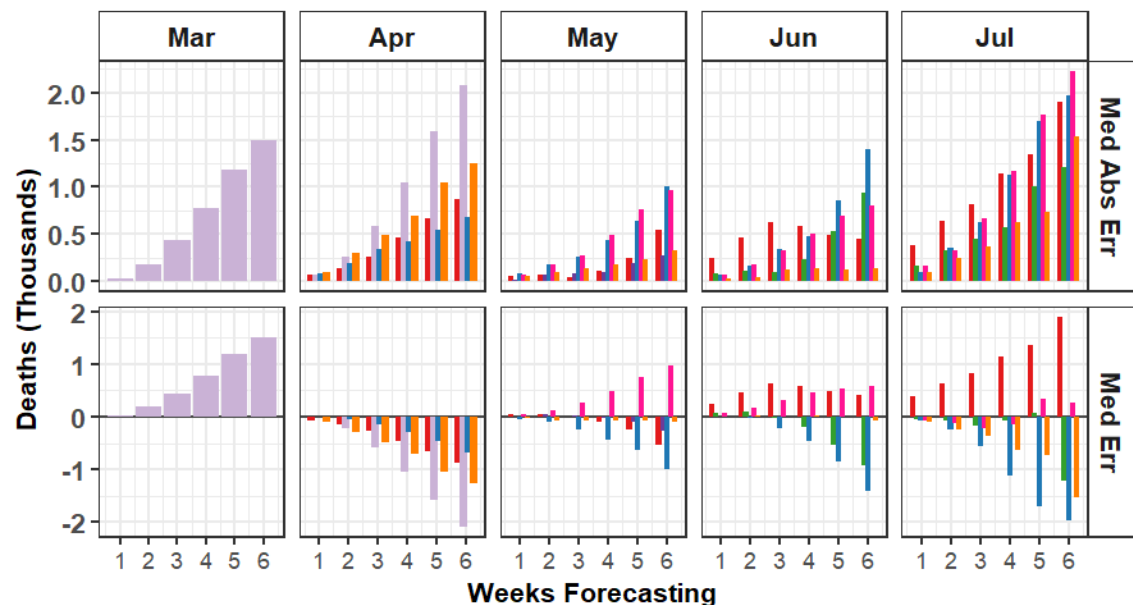 Mar Apr May Jun Jul
Deaths (Thousands)
2.0
1.5
1.0
0.5
0.0
Med Abs Err
2
1
0
-1
-2
Med Err
1 2 3 4 5 6 1 2 3 4 5 6 1 2 3 4 5 6 1 2 3 4 5 6 1 2 3 4 5 6
Weeks Forecasting